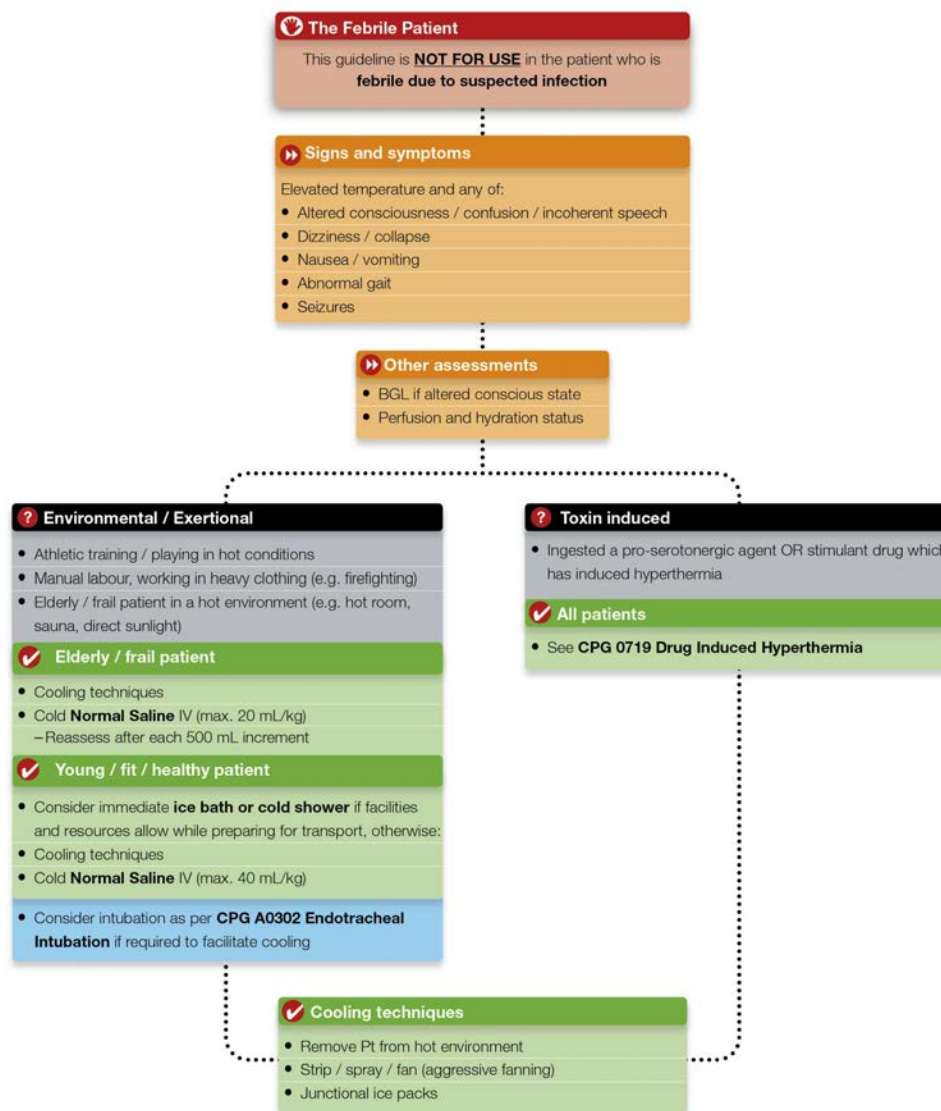 The Febrile Patient
This guideline is NOT FOR USE in the patient who is
febrile due to suspected infection
Signs and symptoms
Elevated temperature and any of:
• Altered consciousness / confusion / incoherent speech
• Dizziness / collapse
• Nausea / vomiting
• Abnormal gait
• Seizures
Other assessments
• BGL if altered conscious state
• Perfusion and hydration status
? Environmental / Exertional
• Athletic training / playing in hot conditions
• Manual labour, working in heavy clothing (e.g. firefighting)
• Elderly / frail patient in a hot environment (e.g. hot room,
sauna, direct sunlight)
Elderly / frail patient
• Cooling techniques
• Cold Normal Saline IV (max. 20 mL/kg)
– Reassess after each 500 mL increment
Young / fit / healthy patient
• Consider immediate ice bath or cold shower if facilities
and resources allow while preparing for transport, otherwise:
• Cooling techniques
• Cold Normal Saline IV (max. 40 mL/kg)
• Consider intubation as per CPG A0302 Endotracheal
Intubation if required to facilitate cooling
? Toxin induced
• Ingested a pro-serotonergic agent OR stimulant drug which
has induced hyperthermia
All patients
• See CPG 0719 Drug Induced Hyperthermia
Cooling techniques
• Remove Pt from hot environment
• Strip / spray / fan (aggressive fanning)
• Junctional ice packs